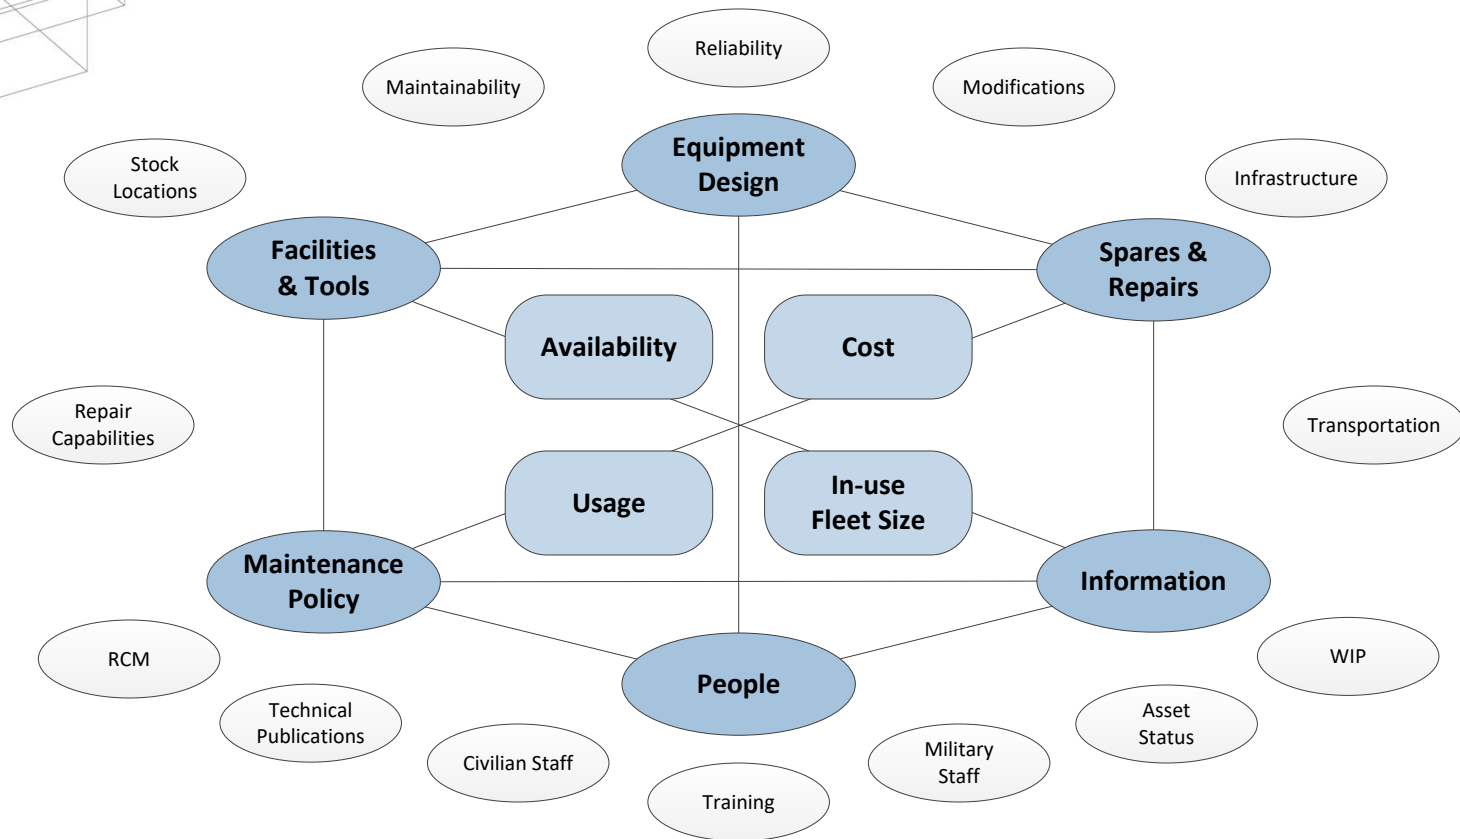 Reliability
Maintainability
Modifications
Equipment
Design
Stock
Locations
Infrastructure
Facilities
& Tools
Spares &
Repairs
Availability
Cost
Repair
Capabilities
Transportation
Usage
In-use
Fleet Size
Maintenance
Policy
Information
RCM
People
WIP
Technical
Publications
Asset
Status
Civilian Staff
Military
Staff
Training